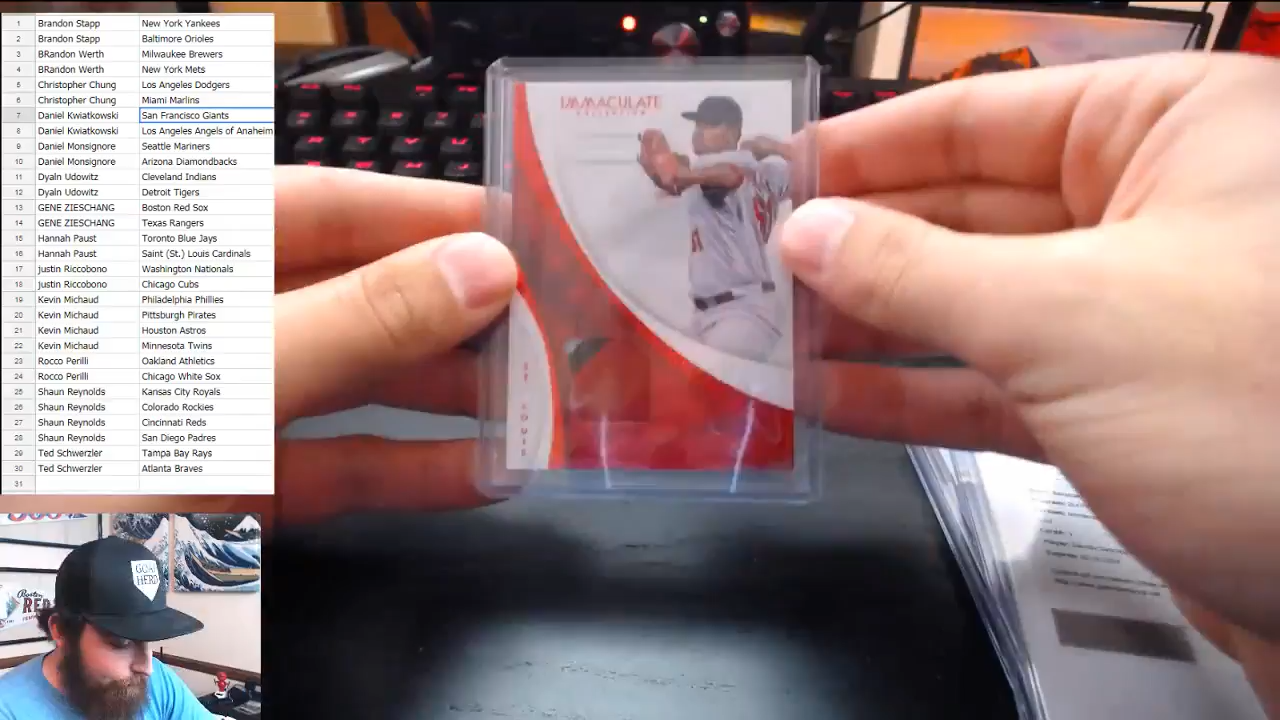 1 Brandon Stapp New York Yankees
2 Brandon Stapp Baltimore Orioles
3 BRandon Werth Milwaukee Brewers
4 BRandon Werth New York Mets
5 Christopher Chung Los Angeles Dodgers
6 Christopher Chung Miami Marlins
7 Daniel Kwiatkowski San Francisco Giants
8 Daniel Kwiatkowski Los Angeles Angels of Anaheim
9 Daniel Monsignore Seattle Mariners
10 Daniel Monsignore Arizona Diamondbacks
11 Dyaln Udowitz Cleveland Indians
12 Dyaln Udowitz Detroit Tigers
13 GENE ZIESCHANG Boston Red Sox
14 GENE ZIESCHANG Texas Rangers
15 Hannah Paust Toronto Blue Jays
16 Hannah Paust Saint (St.) Louis Cardinals
17 justin Riccobono Washington Nationals
18 justin Riccobono Chicago Cubs
19 Kevin Michaud Philadelphia Phillies
20 Kevin Michaud Pittsburgh Pirates
21 Kevin Michaud Houston Astros
22 Kevin Michaud Minnesota Twins
23 Rocco Perilli Oakland Athletics
24 Rocco Perilli Chicago White Sox
25 Shaun Reynolds Kansas City Royals
26 Shaun Reynolds Colorado Rockies
27 Shaun Reynolds Cincinnati Reds
28 Shaun Reynolds San Diego Padres
29 Ted Schwerzler Tampa Bay Rays
30 Ted Schwerzler Atlanta Braves
31
IMMACULATE
COLLECTION
ST. LOUIS
GOAT
HERD
Boston
RED